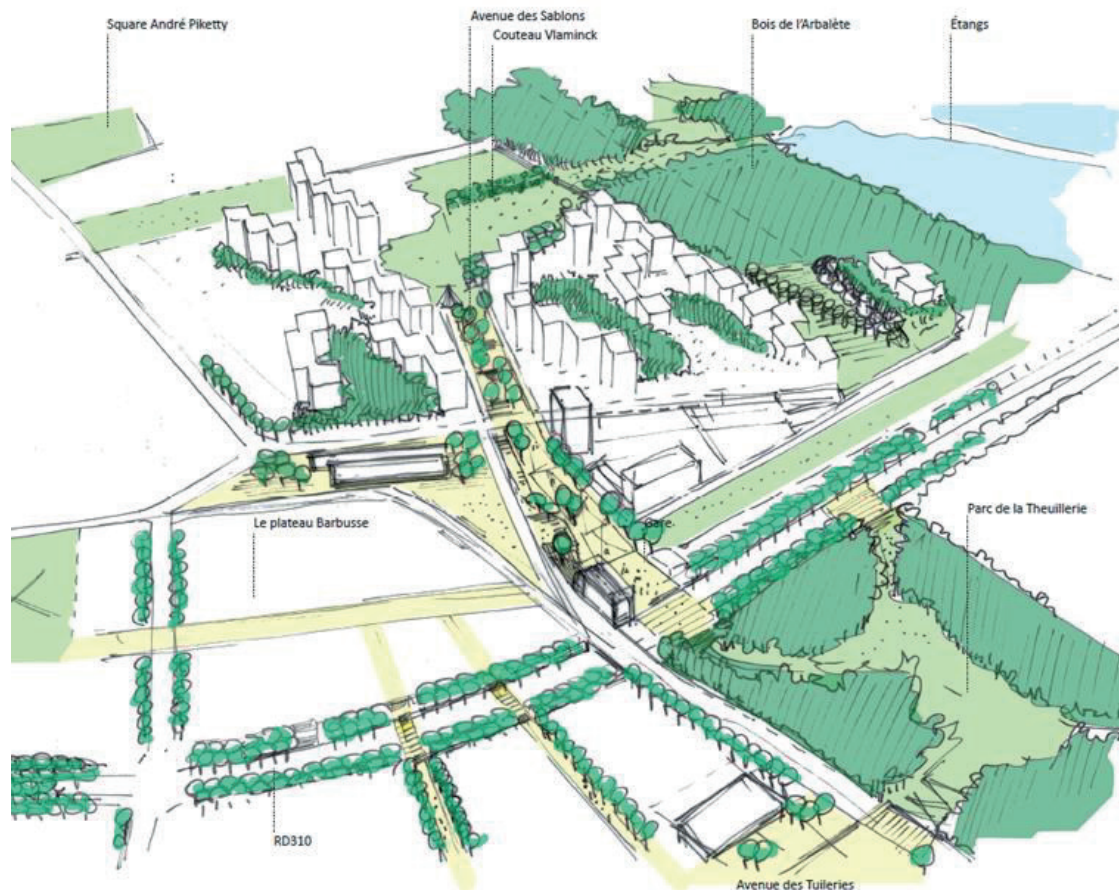 Square André Piketty
Avenue des Sablons
Couteau Vlaminck
Bois de l'Arbalète
Étangs
Le plateau Barbusse
Gare
Parc de la Theuillerie
RD310
Avenue des Tuileries